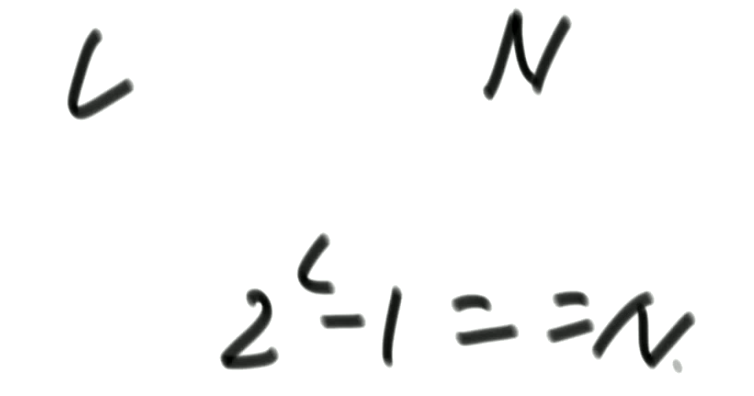 L N
2^L - 1 = = N.